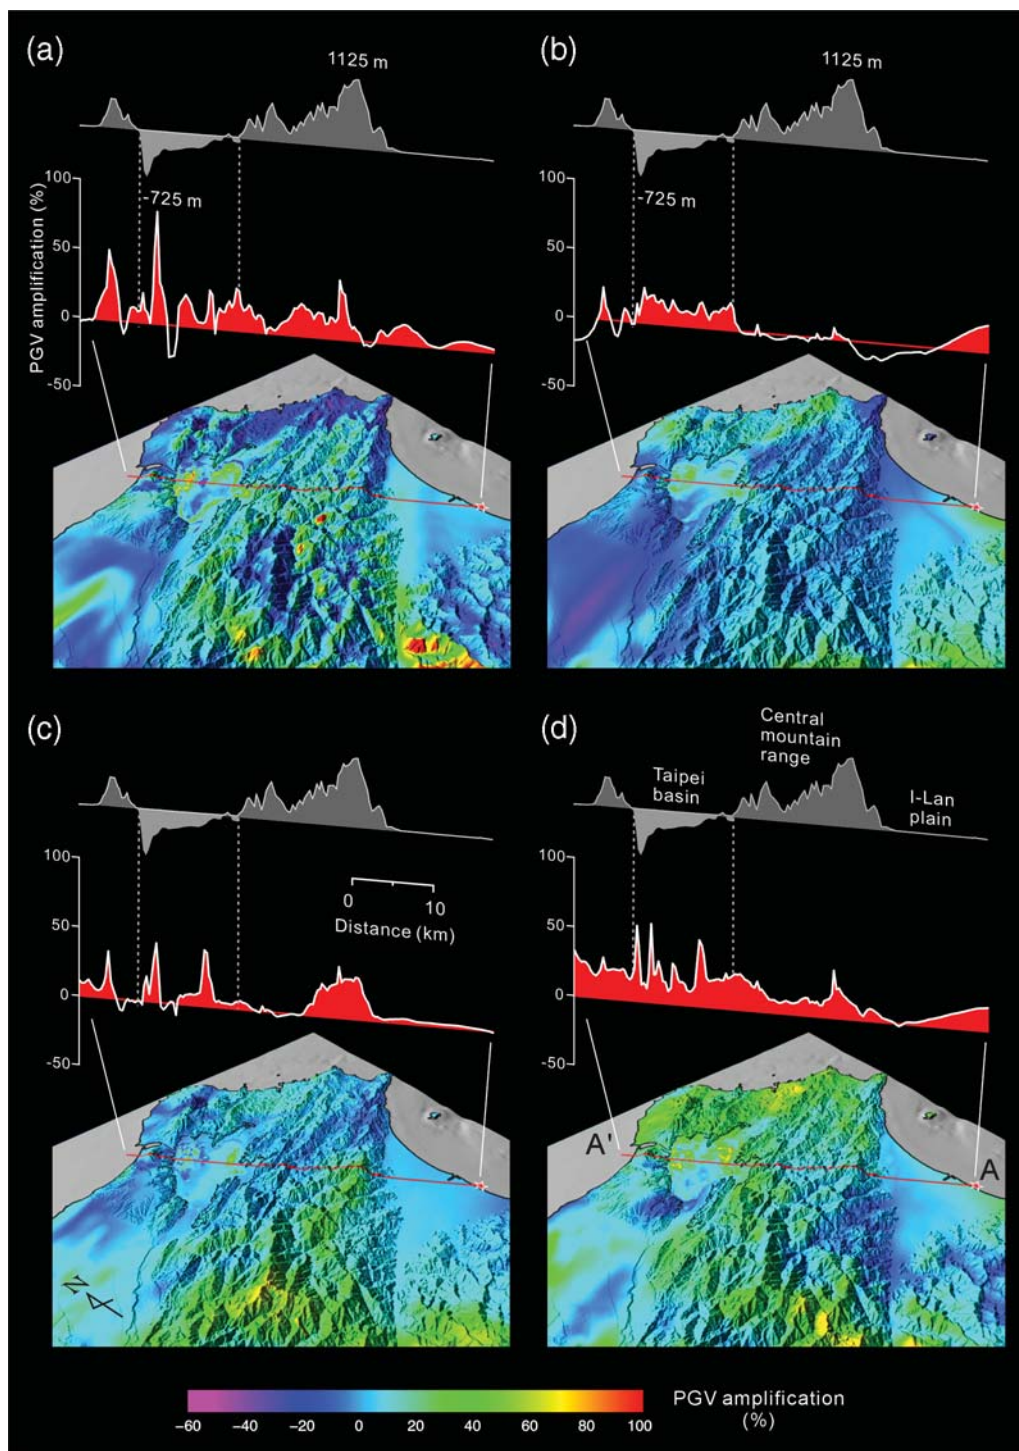 (a)
1125 m
100
-725 m
50
0
-50
PGV amplification (%)
(b)
1125 m
100
-725 m
50
0
-50
(c)
100
50
0
-50
0 10
Distance (km)
N
(d)
Central
mountain
range
Taipei
basin
I-Lan
plain
100
50
0
-50
A'
A
−60 −40 −20 0 20 40 60 80 100
PGV amplification
(%)